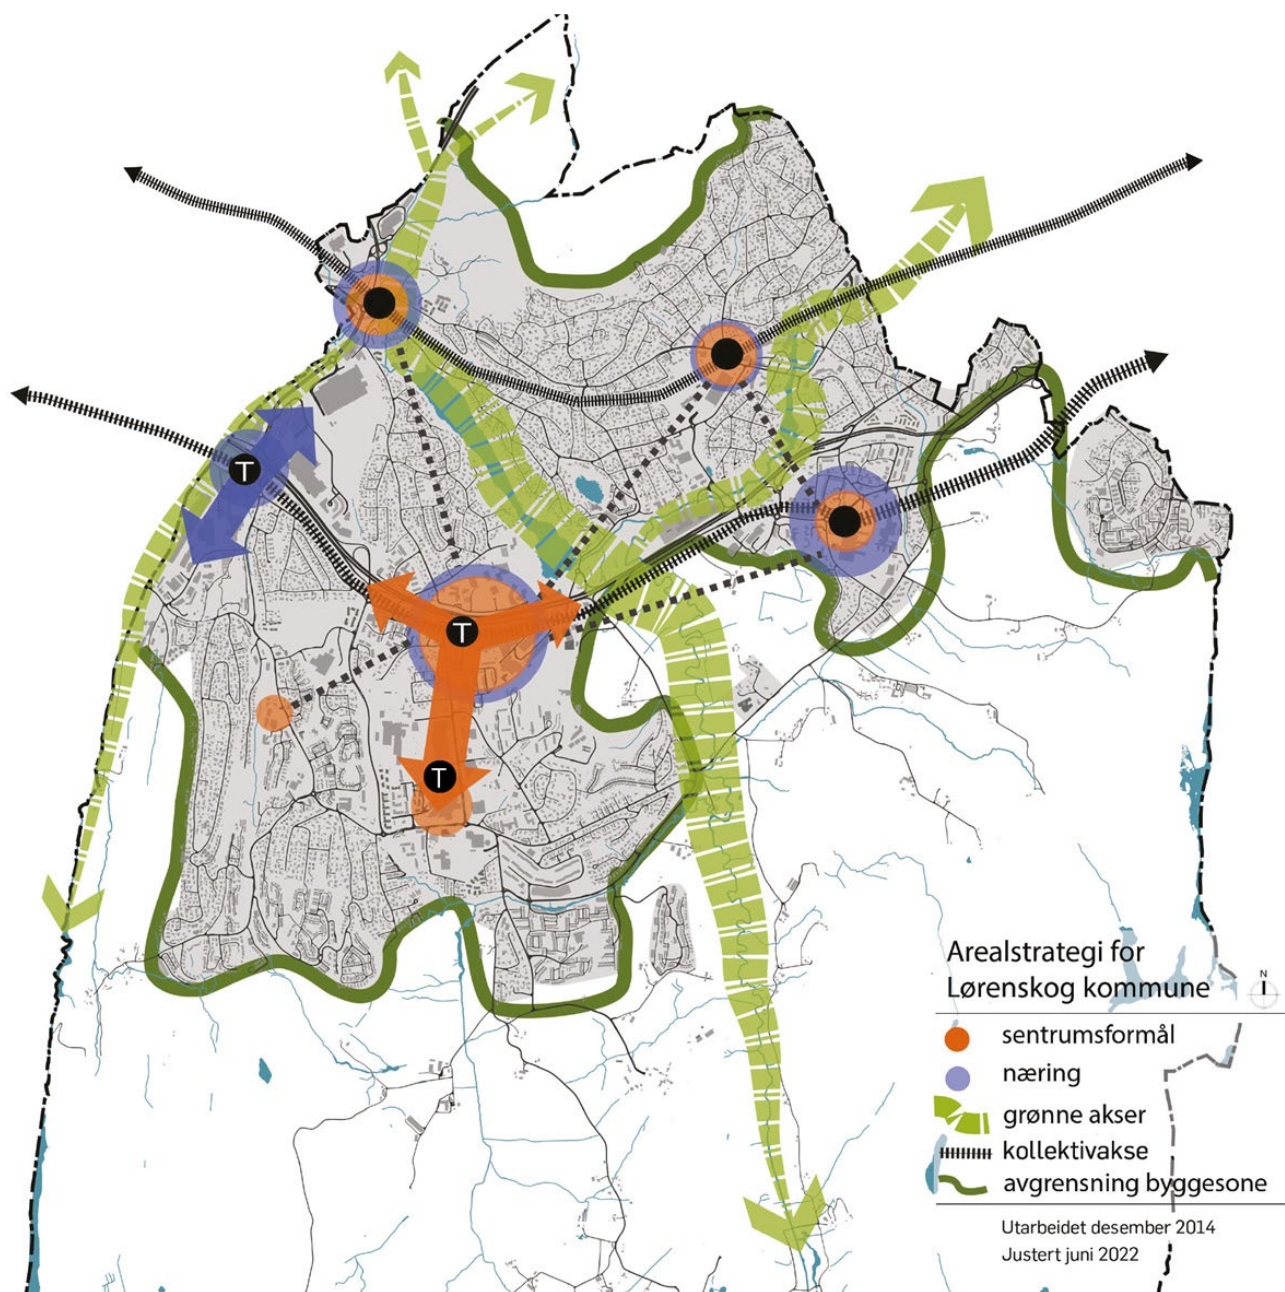 T
T
T
Arealstrategi for
Lørenskog kommune
N
sentrumsformål
næring
grønne akser
kollektivakse
avgrensning byggesone
Utarbeidet desember 2014
Justert juni 2022